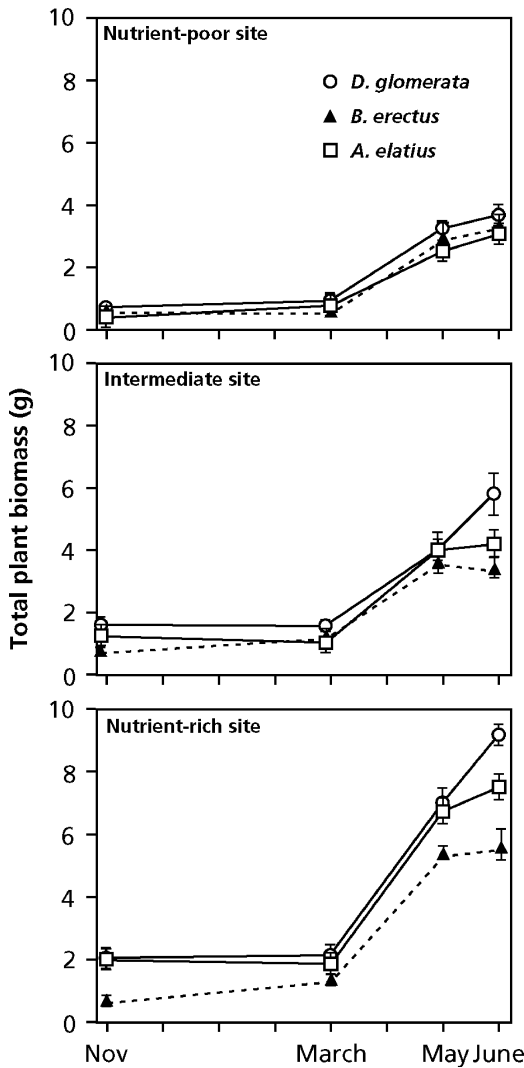 Total plant biomass (g)
10
8
6
4
2
0
Nutrient-poor site
D. glomerata
B. erectus
A. elatius
10
8
6
4
2
0
Intermediate site
10
8
6
4
2
0
Nutrient-rich site
Nov March May June